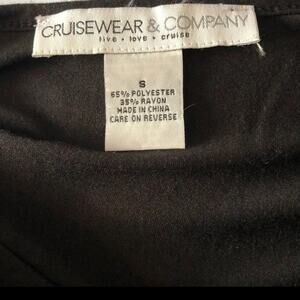 CRUISEWEAR & COMPANY
live • love • cruise
S
65% POLYESTER
35% RAYON
MADE IN CHINA
CARE ON REVERSE